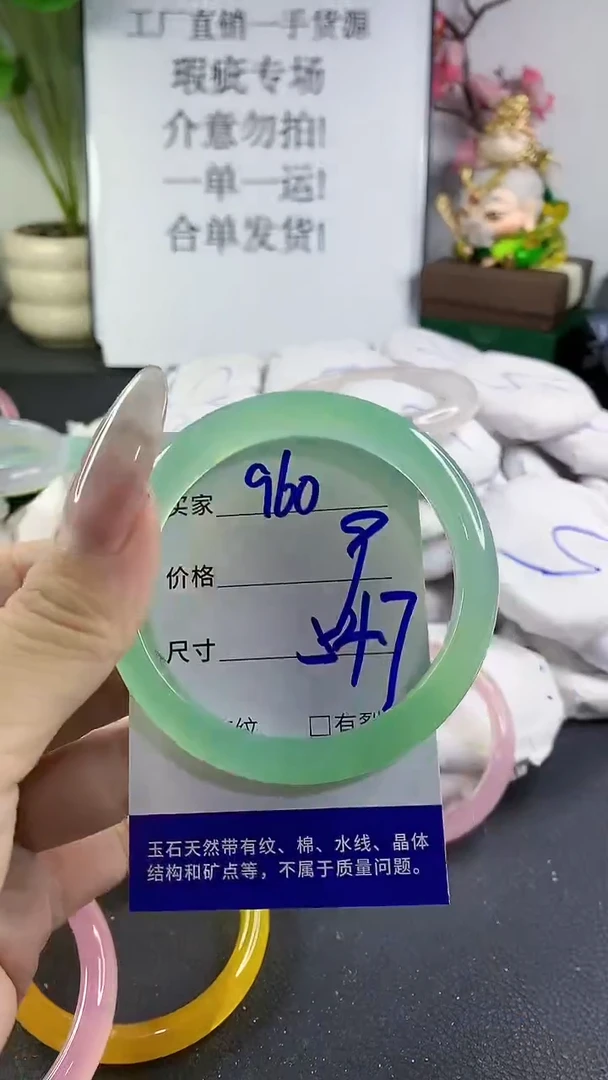 工厂直销一手货源
瑕疵专场
介意勿拍!
一单一运!
合单发货!
买家 960
价格
尺寸 547
纹 □有裂
玉石天然带有纹、棉、水线、晶体
结构和矿点等，不属于质量问题。